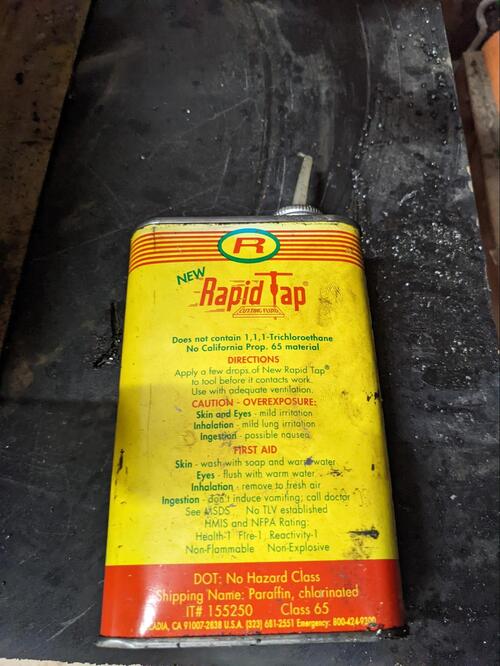 R
NEW
Rapid Tap®
CUTTING FLUID
Does not contain 1,1,1-Trichloroethane
No California Prop. 65 material
DIRECTIONS
Apply a few drops of New Rapid Tap®
to tool before it contacts work.
Use with adequate ventilation.
CAUTION - OVEREXPOSURE:
Skin and Eyes - mild irritation
Inhalation - mild lung irritation
Ingestion - possible nausea
FIRST AID
Skin - wash with soap and warm water
Eyes - flush with warm water
Inhalation - remove to fresh air
Ingestion - don't induce vomiting; call doctor
See MSDS No TLV established
HMIS and NFPA Rating:
Health-1 Fire-1 Reactivity-1
Non-Flammable Non-Explosive
DOT: No Hazard Class
Shipping Name: Paraffin, chlorinated
IT# 155250 Class 65
CA 91007-2838 U.S.A. (323) 681-2551 Emergency: 800-424-9300